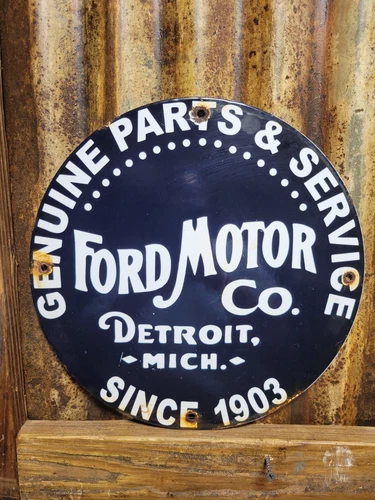 GENUINE PARTS & SERVICE
FORD MOTOR
CO.
DETROIT,
MICH.
SINCE 1903